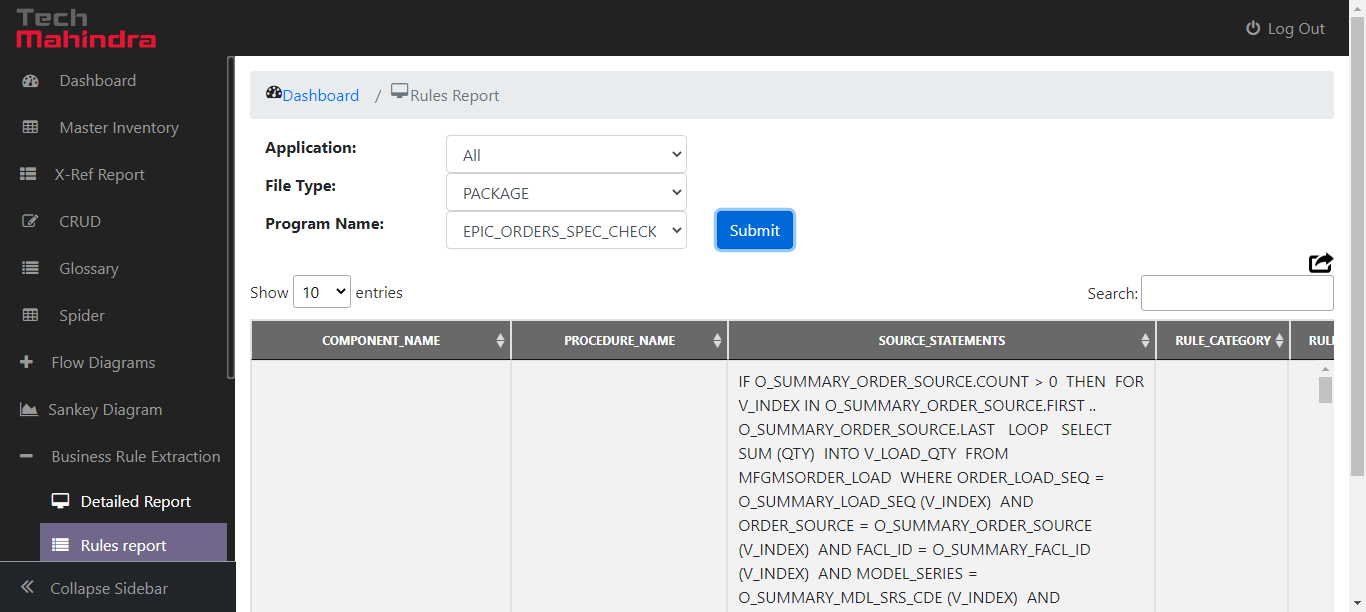 Tech
Mahindra
Log Out
Dashboard
Master Inventory
X-Ref Report
CRUD
Glossary
Spider
Flow Diagrams
Sankey Diagram
Business Rule Extraction
Detailed Report
Rules report
Collapse Sidebar
Dashboard / Rules Report
Application: All
File Type: PACKAGE
Program Name: EPIC_ORDERS_SPEC_CHECK Submit
Show 10 entries Search:
COMPONENT_NAME PROCEDURE_NAME SOURCE_STATEMENTS RULE_CATEGORY RUL
IF O_SUMMARY_ORDER_SOURCE.COUNT > 0 THEN FOR
V_INDEX IN O_SUMMARY_ORDER_SOURCE.FIRST ..
O_SUMMARY_ORDER_SOURCE.LAST LOOP SELECT
SUM (QTY) INTO V_LOAD_QTY FROM
MFGMSORDER_LOAD WHERE ORDER_LOAD_SEQ =
O_SUMMARY_LOAD_SEQ (V_INDEX) AND
ORDER_SOURCE = O_SUMMARY_ORDER_SOURCE
(V_INDEX) AND FACL_ID = O_SUMMARY_FACL_ID
(V_INDEX) AND MODEL_SERIES =
O_SUMMARY_MDL_SRS_CDE (V_INDEX) AND